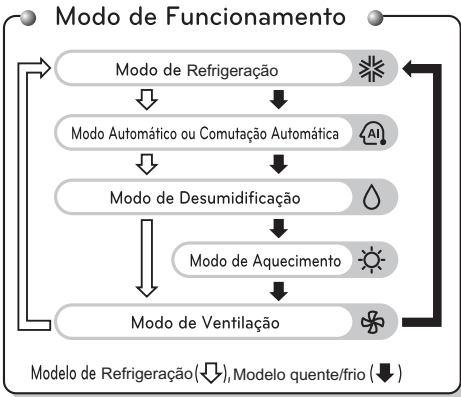 Modo de Funcionamento
Modo de Refrigeração
Modo Automático ou Comutação Automática
AI
Modo de Desumidificação
Modo de Aquecimento
Modo de Ventilação
Modelo de Refrigeração(⇩), Modelo quente/frio (⬇)